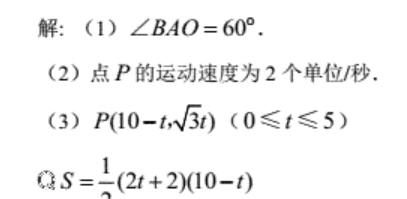 解:（1）∠BAO=60°.
（2）点 P 的运动速度为 2 个单位/秒.
（3）P(10-t,√3t)（0≤t≤5）
Q S=1/2(2t+2)(10-t)